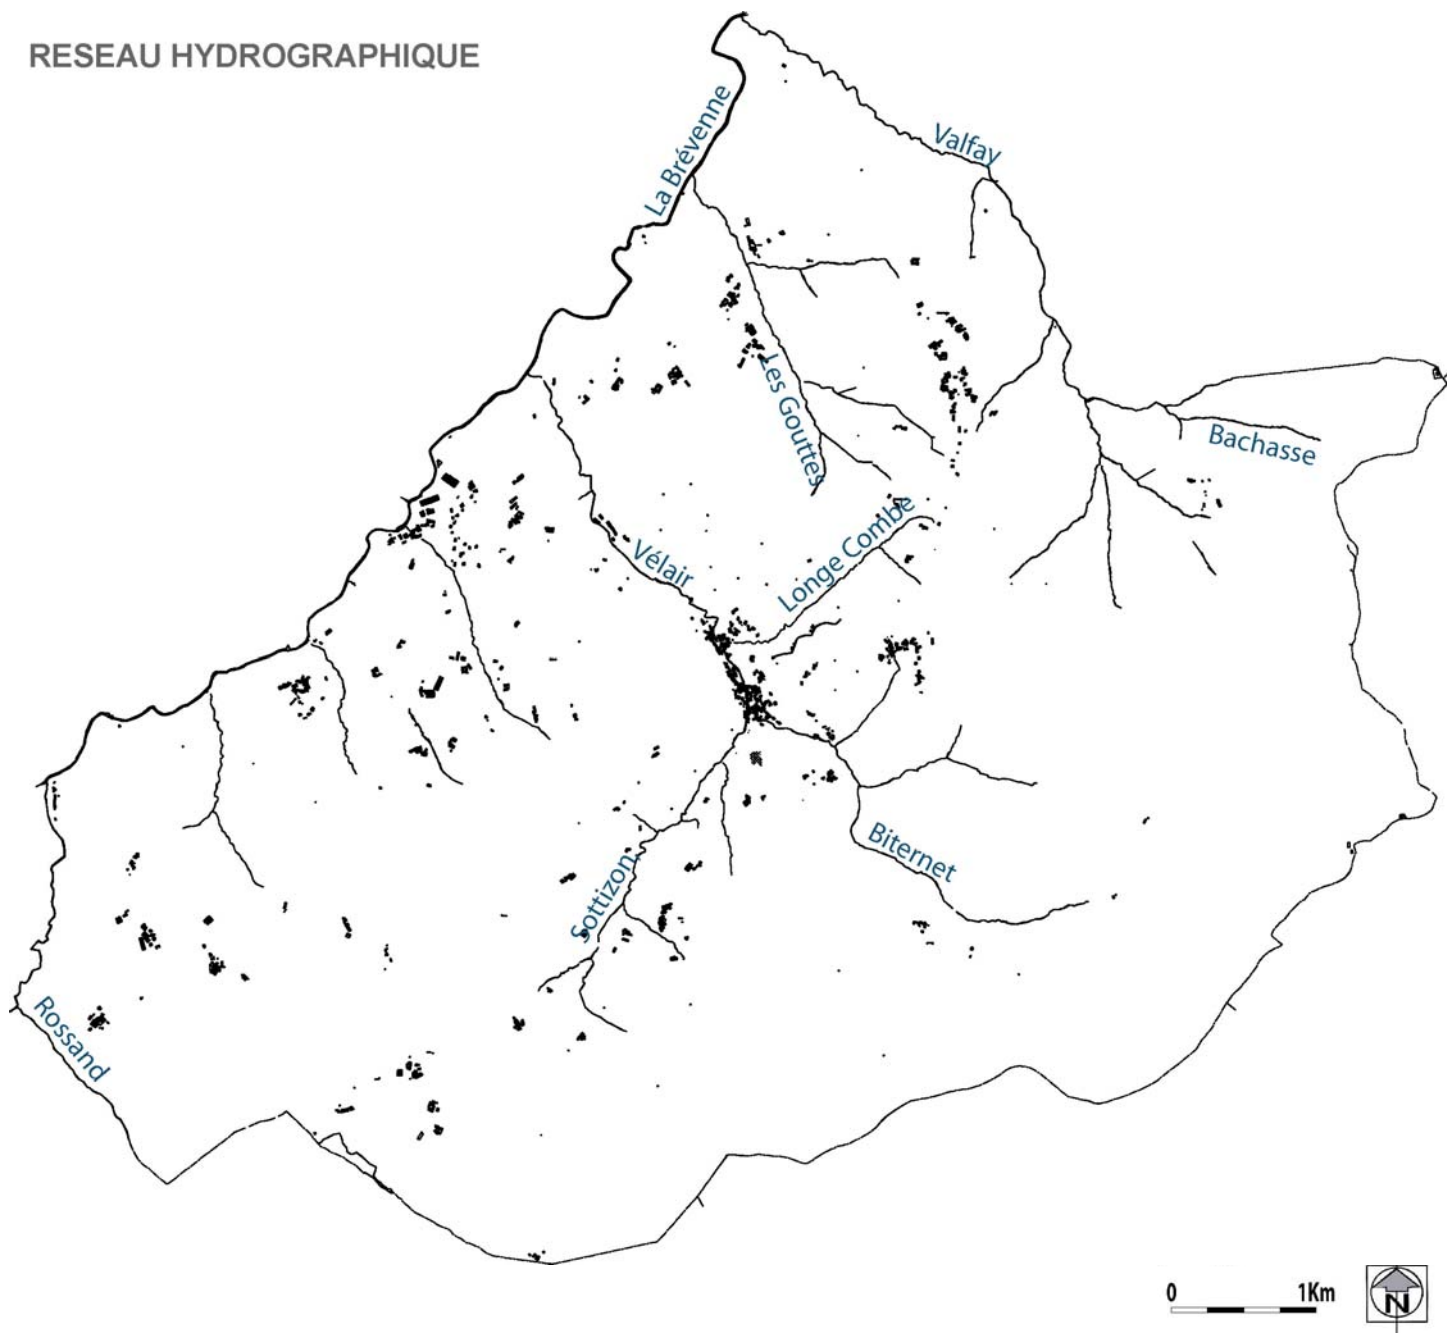 RESEAU HYDROGRAPHIQUE
La Brévenne
Valfay
Les Gouttes
Bachasse
Longe Combe
Vélair
Biternet
Sottizon
Rossand
0 1Km
N